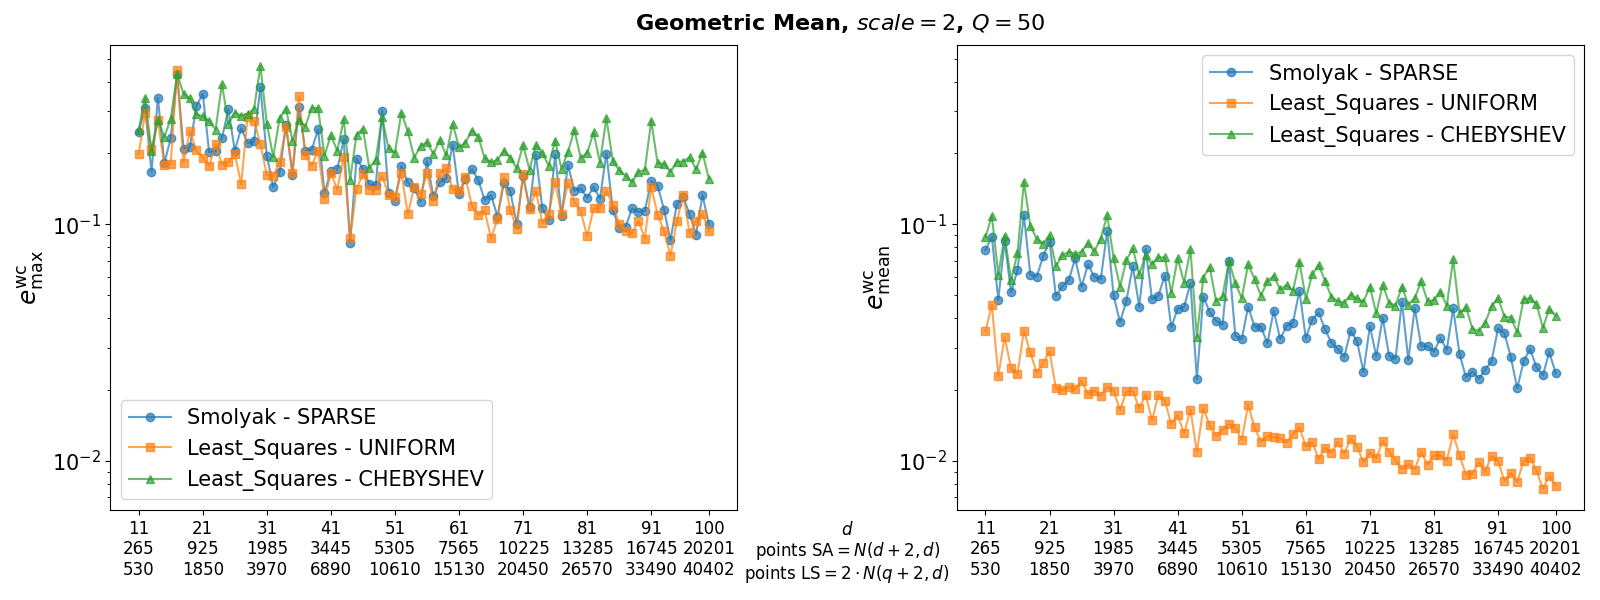 Geometric Mean, scale = 2, Q = 50
e^wc_max
10^-1
10^-2
Smolyak - SPARSE
Least_Squares - UNIFORM
Least_Squares - CHEBYSHEV
11 21 31 41 51 61 71 81 91 100
265 925 1985 3445 5305 7565 10225 13285 16745 20201
530 1850 3970 6890 10610 15130 20450 26570 33490 40402
d
points SA = N(d + 2, d)
points LS = 2 · N(q + 2, d)
e^wc_mean
10^-1
10^-2
Smolyak - SPARSE
Least_Squares - UNIFORM
Least_Squares - CHEBYSHEV
11 21 31 41 51 61 71 81 91 100
265 925 1985 3445 5305 7565 10225 13285 16745 20201
530 1850 3970 6890 10610 15130 20450 26570 33490 40402